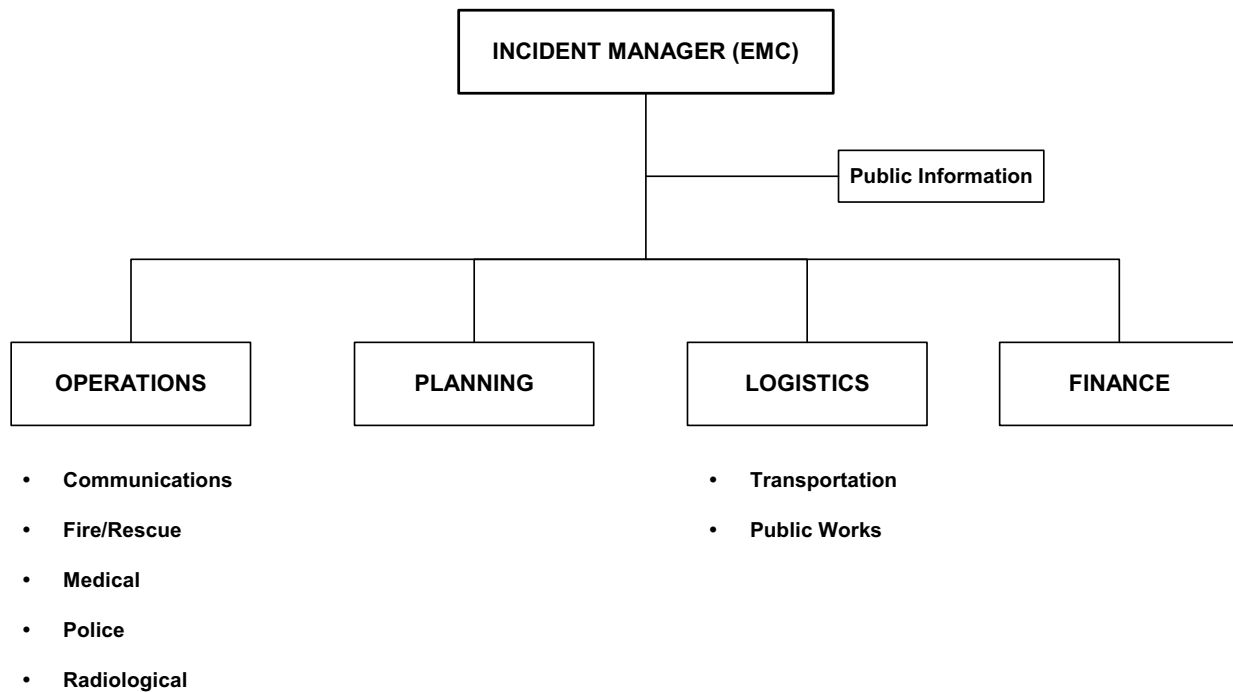 INCIDENT MANAGER (EMC)
Public Information
OPERATIONS
PLANNING
LOGISTICS
FINANCE
• Communications
• Fire/Rescue
• Medical
• Police
• Radiological
• Transportation
• Public Works